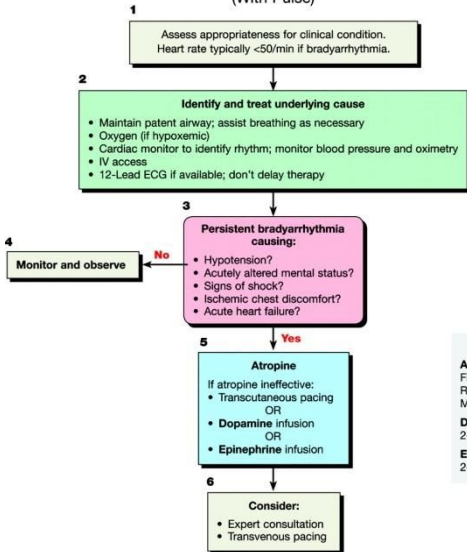 (With Pulse)
1
Assess appropriateness for clinical condition.
Heart rate typically <50/min if bradyarrhythmia.
2
Identify and treat underlying cause
• Maintain patent airway; assist breathing as necessary
• Oxygen (if hypoxemic)
• Cardiac monitor to identify rhythm; monitor blood pressure and oximetry
• IV access
• 12-Lead ECG if available; don't delay therapy
3
Persistent bradyarrhythmia
causing:
• Hypotension?
• Acutely altered mental status?
• Signs of shock?
• Ischemic chest discomfort?
• Acute heart failure?
4
No
Monitor and observe
Yes
5
Atropine
If atropine ineffective:
• Transcutaneous pacing
OR
• Dopamine infusion
OR
• Epinephrine infusion
6
Consider:
• Expert consultation
• Transvenous pacing
A
F
R
M
D
2
E
2